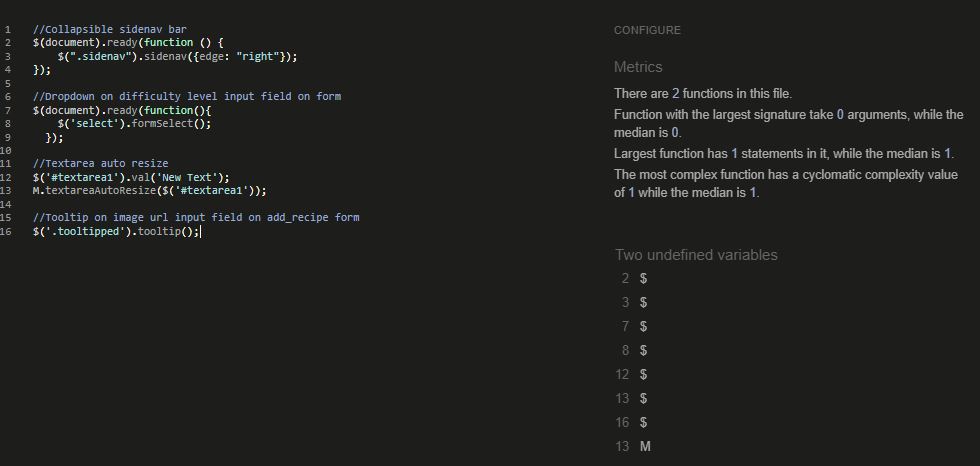 1 //Collapsible sidenav bar
2 $(document).ready(function () {
3 $(".sidenav").sidenav({edge: "right"});
4 });
5
6 //Dropdown on difficulty level input field on form
7 $(document).ready(function(){
8 $('select').formSelect();
9 });
10
11 //Textarea auto resize
12 $('#textarea1').val('New Text');
13 M.textareaAutoResize($('#textarea1'));
14
15 //Tooltip on image url input field on add_recipe form
16 $('.tooltipped').tooltip();
CONFIGURE
Metrics
There are 2 functions in this file.
Function with the largest signature take 0 arguments, while the
median is 0.
Largest function has 1 statements in it, while the median is 1.
The most complex function has a cyclomatic complexity value
of 1 while the median is 1.
Two undefined variables
2 $
3 $
7 $
8 $
12 $
13 $
16 $
13 M